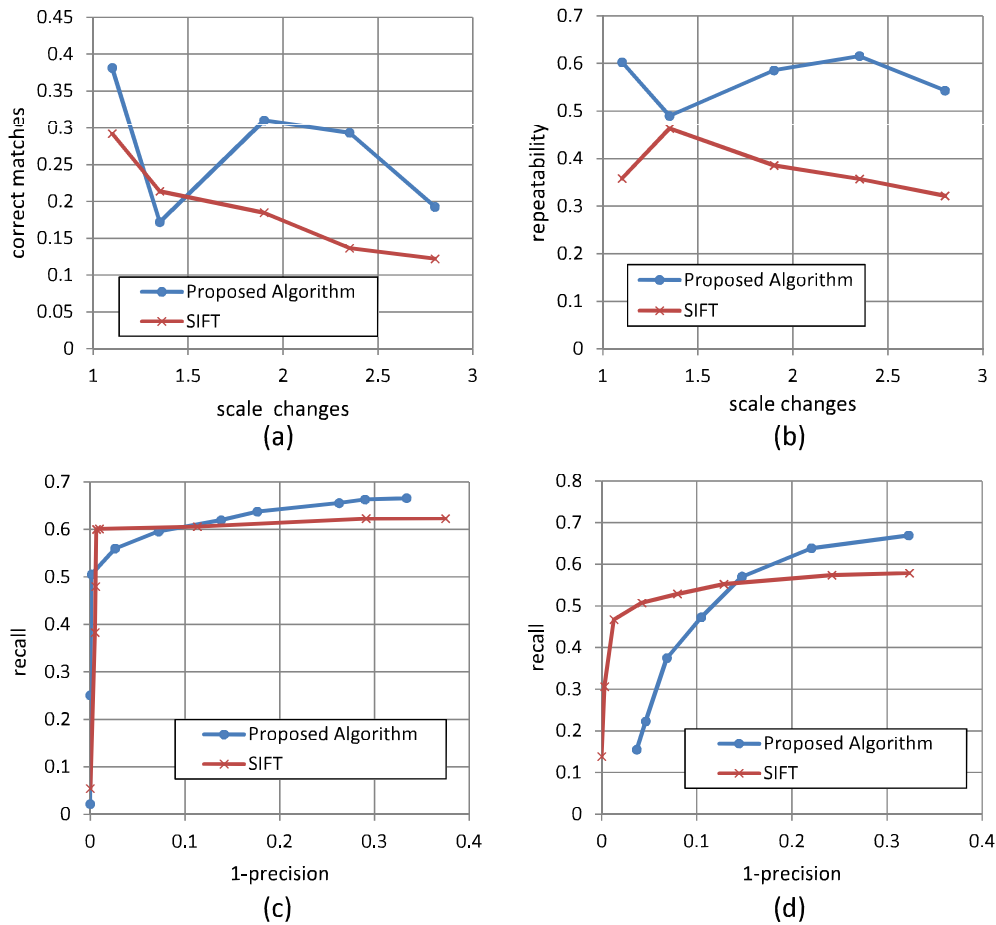 0.45
0.4
0.35
0.3
0.25
0.2
0.15
0.1
0.05
0
correct matches
Proposed Algorithm
SIFT
1
1.5
2
2.5
3
scale changes
(a)
0.7
0.6
0.5
0.4
0.3
0.2
0.1
0
repeatability
Proposed Algorithm
SIFT
1
1.5
2
2.5
3
scale changes
(b)
0.7
0.6
0.5
0.4
0.3
0.2
0.1
0
recall
Proposed Algorithm
SIFT
0
0.1
0.2
0.3
0.4
1-precision
(c)
0.8
0.7
0.6
0.5
0.4
0.3
0.2
0.1
0
recall
Proposed Algorithm
SIFT
0
0.1
0.2
0.3
0.4
1-precision
(d)